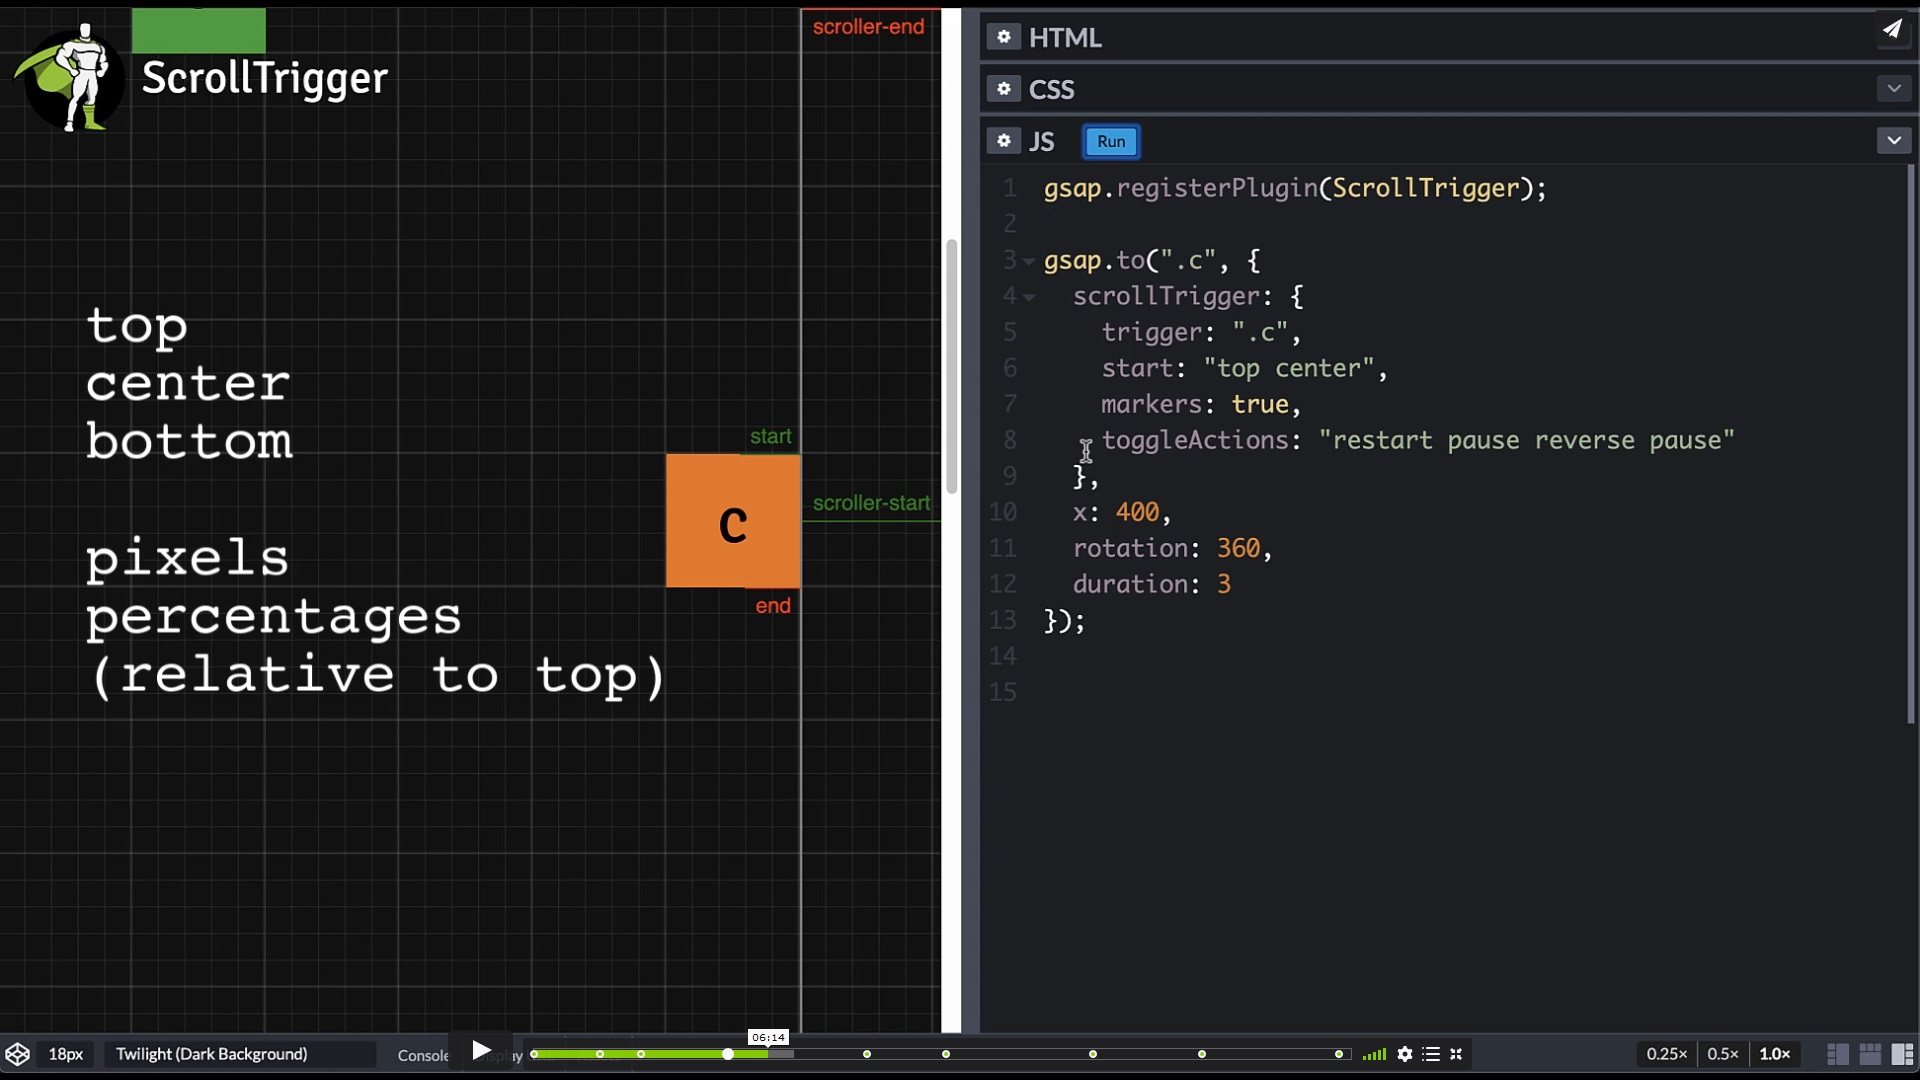 ScrollTrigger
scroller-end
top
center
bottom
pixels
percentages
(relative to top)
start
C
scroller-start
end
HTML
CSS
JS
Run
1 gsap.registerPlugin(ScrollTrigger);
2
3 gsap.to(".c", {
4 scrollTrigger: {
5 trigger: ".c",
6 start: "top center",
7 markers: true,
8 toggleActions: "restart pause reverse pause"
9 },
10 x: 400,
11 rotation: 360,
12 duration: 3
13 });
14
15
18px
Twilight (Dark Background)
Console
06:14
0.25×
0.5×
1.0×